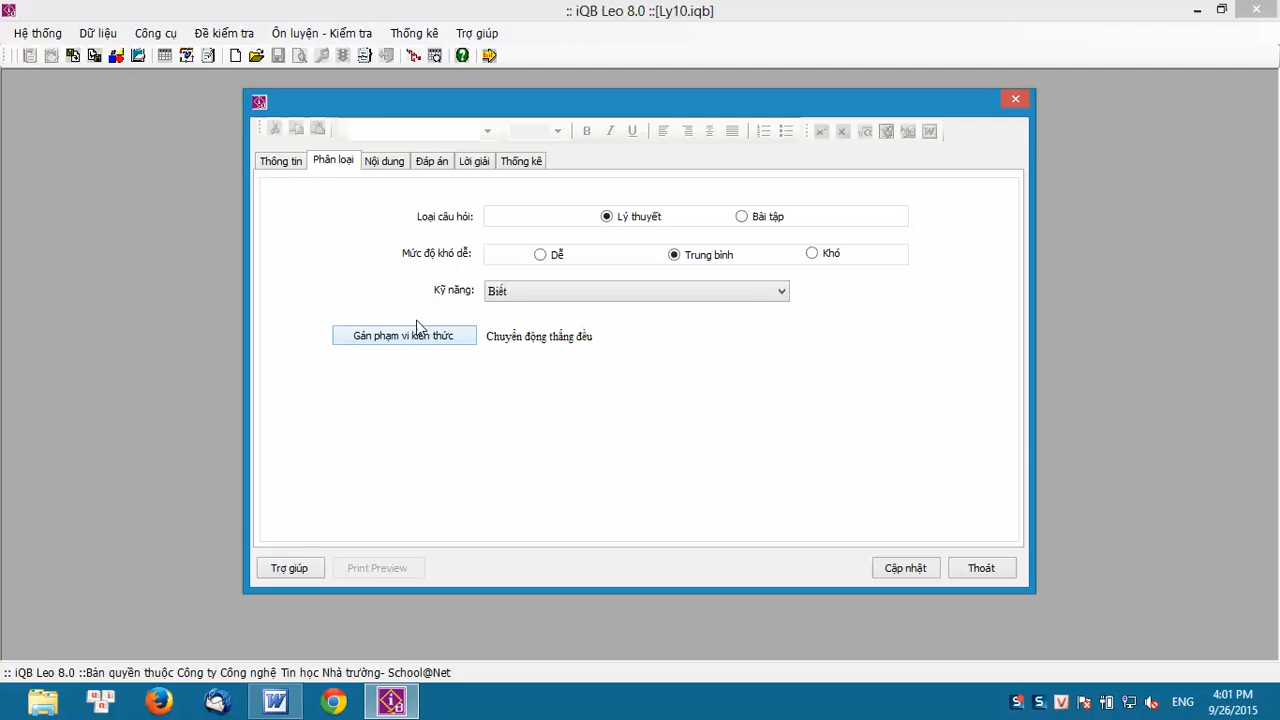 :: iQB Leo 8.0 ::[Ly10.iqb]
Hệ thống Dữ liệu Công cụ Đề kiểm tra Ôn luyện - Kiểm tra Thống kê Trợ giúp
B I U
Thông tin Phân loại Nội dung Đáp án Lời giải Thống kê
Loại câu hỏi: Lý thuyết Bài tập
Mức độ khó dễ: Dễ Trung bình Khó
Kỹ năng: Biết
Gán phạm vi kiến thức Chuyển động thẳng đều
Trợ giúp Print Preview Cập nhật Thoát
:: iQB Leo 8.0 ::Bản quyền thuộc Công ty Công nghệ Tin học Nhà trường- School@Net
ENG
4:01 PM
9/26/2015